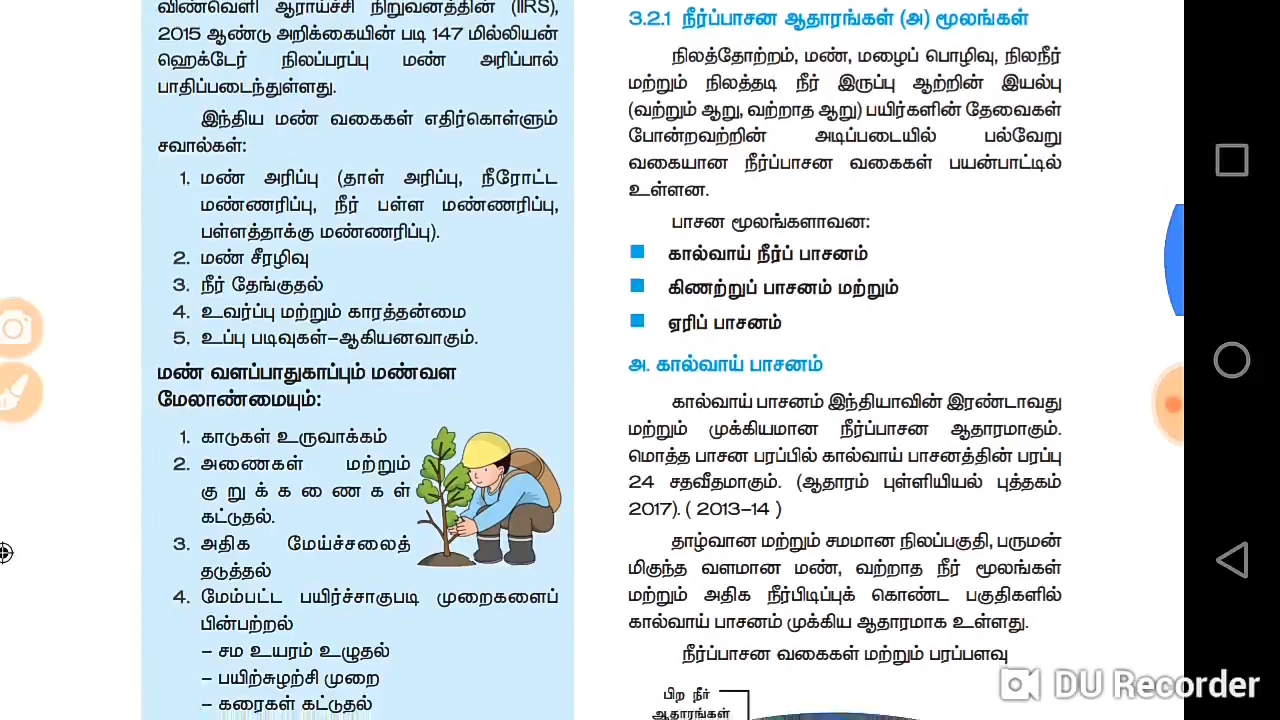 விண்வெளி ஆராய்ச்சி நிறுவனத்தின் (IIRS),
2015 ஆண்டு அறிக்கையின் படி 147 மில்லியன்
ஹெக்டேர் நிலப்பரப்பு மண் அரிப்பால்
பாதிப்படைந்துள்ளது.
இந்திய மண் வகைகள் எதிர்கொள்ளும்
சவால்கள்:
1. மண் அரிப்பு (தாள் அரிப்பு, நீரோட்ட
மண்ணரிப்பு, நீர் பள்ள மண்ணரிப்பு,
பள்ளத்தாக்கு மண்ணரிப்பு).
2. மண் சீரழிவு
3. நீர் தேங்குதல்
4. உவர்ப்பு மற்றும் காரத்தன்மை
5. உப்பு படிவுகள்–ஆகியனவாகும்.
மண் வளப்பாதுகாப்பும் மண்வள
மேலாண்மையும்:
1. காடுகள் உருவாக்கம்
2. அணைகள் மற்றும்
குறுக்கணைகள்
கட்டுதல்.
3. அதிக மேய்ச்சலைத்
தடுத்தல்
4. மேம்பட்ட பயிர்ச்சாகுபடி முறைகளைப்
பின்பற்றல்
– சம உயரம் உழுதல்
– பயிற்சுழற்சி முறை
– கரைகள் கட்டுதல்
3.2.1 நீர்ப்பாசன ஆதாரங்கள் (அ) மூலங்கள்
நிலத்தோற்றம், மண், மழைப் பொழிவு, நிலநீர்
மற்றும் நிலத்தடி நீர் இருப்பு ஆற்றின் இயல்பு
(வற்றும் ஆறு, வற்றாத ஆறு) பயிர்களின் தேவைகள்
போன்றவற்றின் அடிப்படையில் பல்வேறு
வகையான நீர்ப்பாசன வகைகள் பயன்பாட்டில்
உள்ளன.
பாசன மூலங்களாவன:
கால்வாய் நீர்ப் பாசனம்
கிணற்றுப் பாசனம் மற்றும்
ஏரிப் பாசனம்
அ. கால்வாய் பாசனம்
கால்வாய் பாசனம் இந்தியாவின் இரண்டாவது
மற்றும் முக்கியமான நீர்ப்பாசன ஆதாரமாகும்.
மொத்த பாசன பரப்பில் கால்வாய் பாசனத்தின் பரப்பு
24 சதவீதமாகும். (ஆதாரம் புள்ளியியல் புத்தகம்
2017). ( 2013–14 )
தாழ்வான மற்றும் சமமான நிலப்பகுதி, பருமன்
மிகுந்த வளமான மண், வற்றாத நீர் மூலங்கள்
மற்றும் அதிக நீர்பிடிப்புக் கொண்ட பகுதிகளில்
கால்வாய் பாசனம் முக்கிய ஆதாரமாக உள்ளது.
நீர்ப்பாசன வகைகள் மற்றும் பரப்பளவு
பிற நீர்
ஆதாரங்கள்
DU Recorder